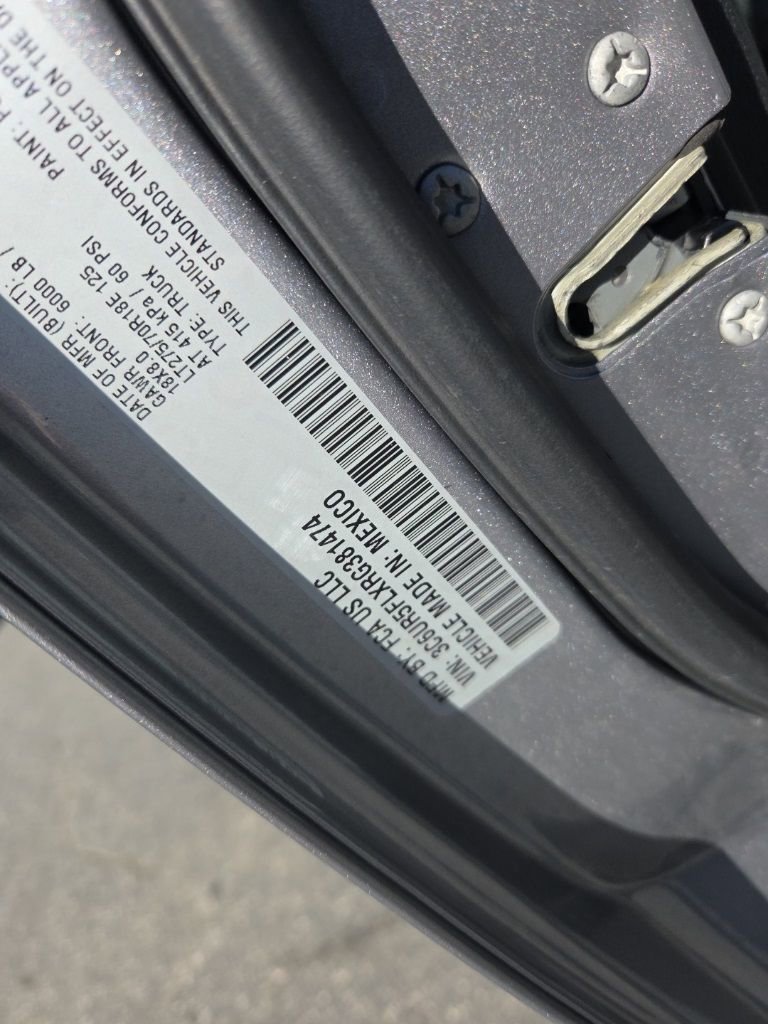 MFD BY: FCA US LLC
VIN: 3C6UR5FLXRG381474
VEHICLE MADE IN: MEXICO
DATE OF MFR (BUILT):
GAWR FRONT: 6000 LB /
18X8.0
LT275/70R18E 125
AT 415 kPa / 60 PSI
TYPE: TRUCK PAINT: P
THIS VEHICLE CONFORMS TO ALL APPL
STANDARDS IN EFFECT ON THE